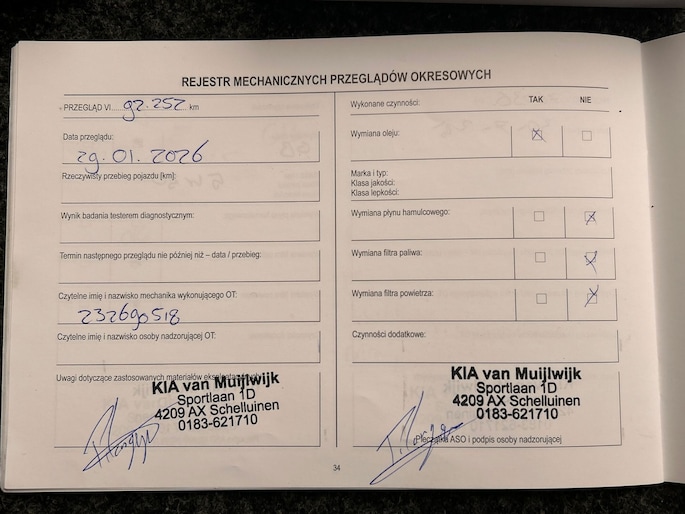 REJESTR MECHANICZNYCH PRZEGLĄDÓW OKRESOWYCH
- PRZEGLĄD VI......92.252...km
Data przeglądu:
29.01.2026
Rzeczywisty przebieg pojazdu [km]:
Wynik badania testerem diagnostycznym:
Termin następnego przeglądu nie później niż – data / przebieg:
Czytelne imię i nazwisko mechanika wykonującego OT:
232690518
Czytelne imię i nazwisko osoby nadzorującej OT:
Uwagi dotyczące zastosowanych materiałów
KIA van Muijlwijk
Sportlaan 1D
4209 AX Schelluinen
0183-621710
Wykonane czynności: TAK NIE
Wymiana oleju:
Marka i typ:
Klasa jakości:
Klasa lepkości:
Wymiana płynu hamulcowego:
Wymiana filtra paliwa:
Wymiana filtra powietrza:
Czynności dodatkowe:
KIA van Muijlwijk
Sportlaan 1D
4209 AX Schelluinen
0183-621710
Pieczątka ASO i podpis osoby nadzorującej
34